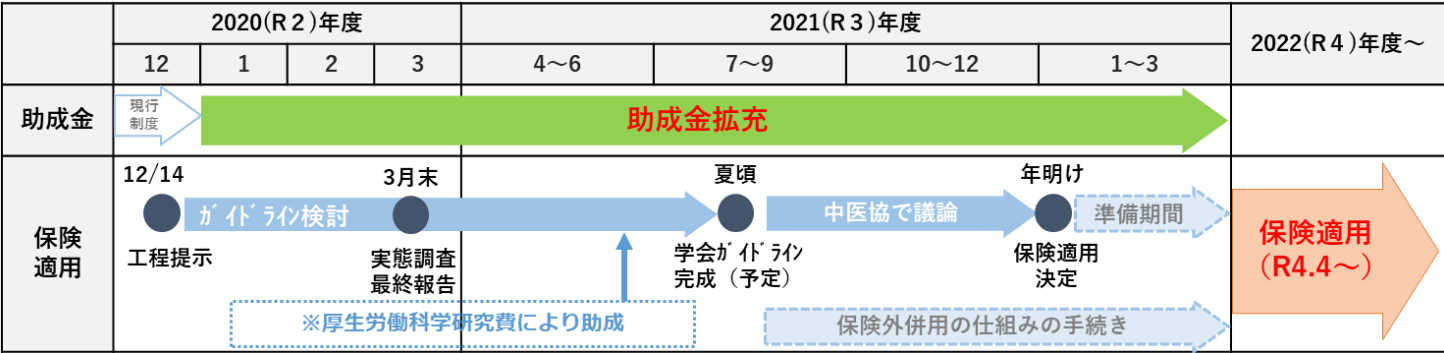 2020(R２)年度
2021(R３)年度
2022(R４)年度～
12
1
2
3
4～6
7～9
10～12
1～3
助成金
現行
制度
助成金拡充
保険
適用
12/14
3月末
夏頃
年明け
ｶﾞｲﾄﾞﾗｲﾝ検討
中医協で議論
準備期間
工程提示
実態調査
最終報告
学会ｶﾞｲﾄﾞﾗｲﾝ
完成（予定）
保険適用
決定
保険適用
（R4.4～）
※厚生労働科学研究費により助成
保険外併用の仕組みの手続き